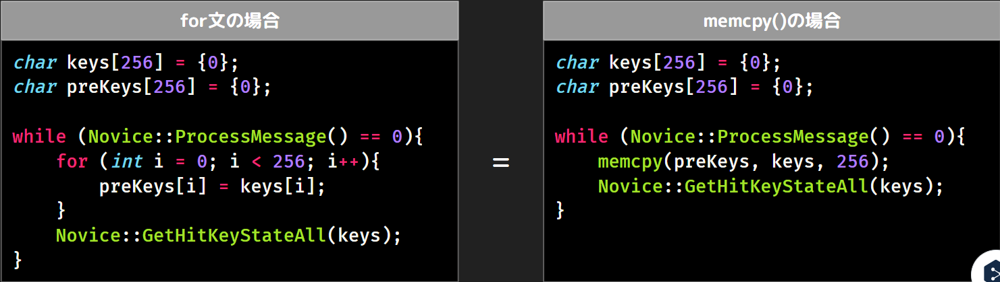 for文の場合
char keys[256] = {0};
char preKeys[256] = {0};
while (Novice::ProcessMessage() == 0){
for (int i = 0; i < 256; i++){
preKeys[i] = keys[i];
}
Novice::GetHitKeyStateAll(keys);
}
=
memcpy()の場合
char keys[256] = {0};
char preKeys[256] = {0};
while (Novice::ProcessMessage() == 0){
memcpy(preKeys, keys, 256);
Novice::GetHitKeyStateAll(keys);
}